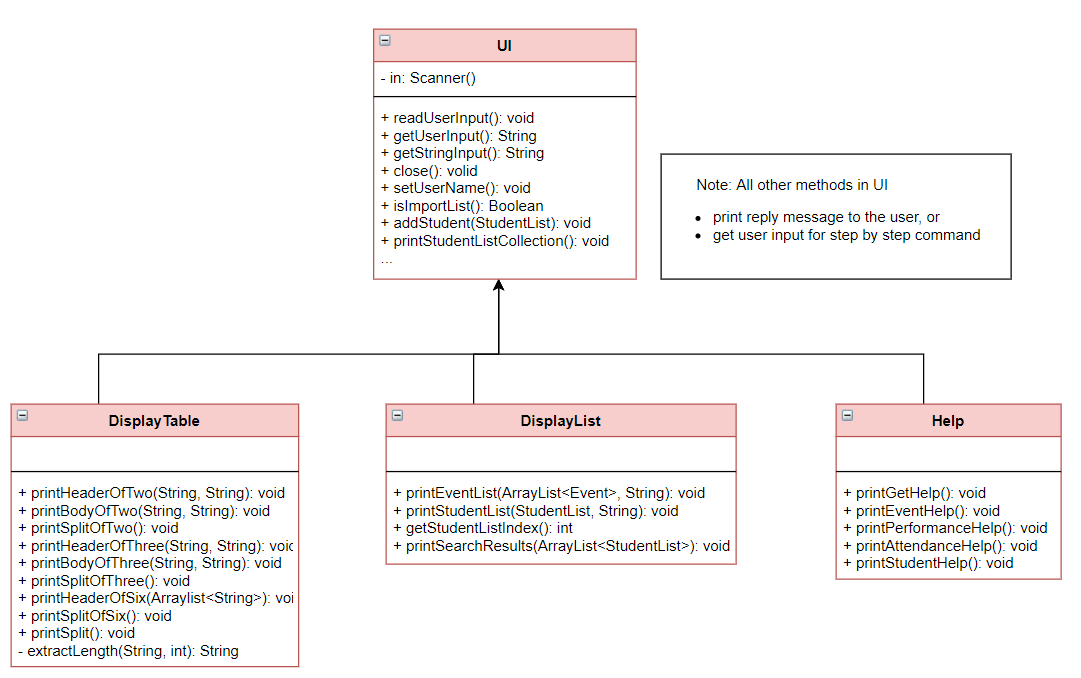 UI
- in: Scanner()
+ readUserInput(): void
+ getUserInput(): String
+ getStringInput(): String
+ close(): volid
+ setUserName(): void
+ isImportList(): Boolean
+ addStudent(StudentList): void
+ printStudentListCollection(): void
...
Note: All other methods in UI
• print reply message to the user, or
• get user input for step by step command
DisplayTable
+ printHeaderOfTwo(String, String): void
+ printBodyOfTwo(String, String): void
+ printSplitOfTwo(): void
+ printHeaderOfThree(String, String): voic
+ printBodyOfThree(String, String): void
+ printSplitOfThree(): void
+ printHeaderOfSix(Arraylist<String>): voi
+ printSplitOfSix(): void
+ printSplit(): void
- extractLength(String, int): String
DisplayList
+ printEventList(ArrayList<Event>, String): void
+ printStudentList(StudentList, String): void
+ getStudentListIndex(): int
+ printSearchResults(ArrayList<StudentList>): void
Help
+ printGetHelp(): void
+ printEventHelp(): void
+ printPerformanceHelp(): void
+ printAttendanceHelp(): void
+ printStudentHelp(): void